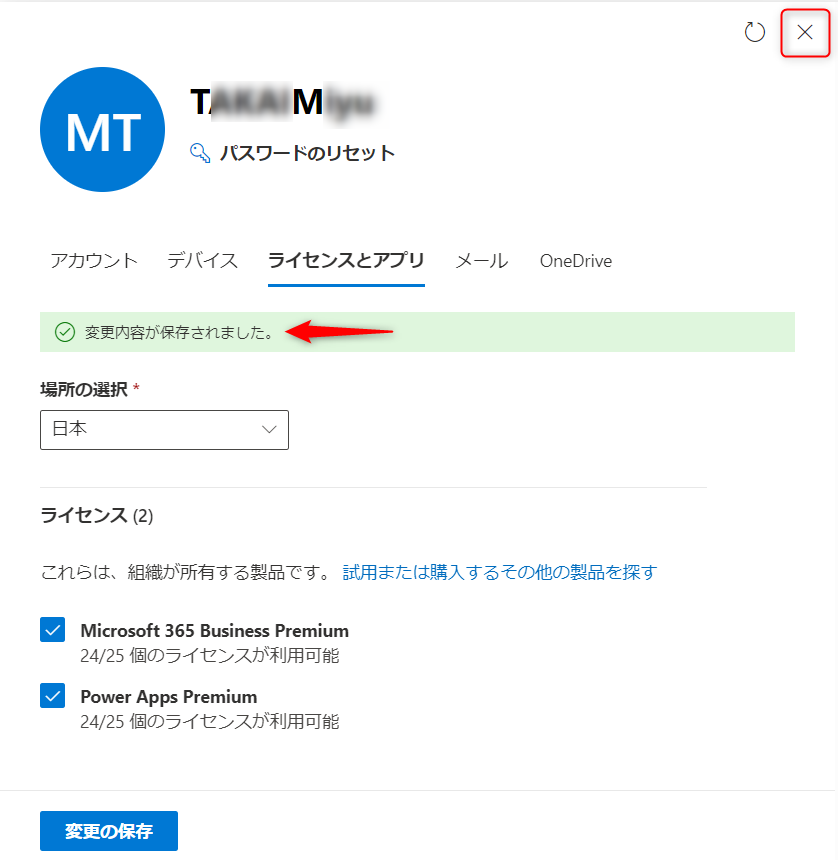 MT
パスワードのリセット
アカウント デバイス ライセンスとアプリ メール OneDrive
変更内容が保存されました。
場所の選択 *
日本
ライセンス (2)
これらは、組織が所有する製品です。 試用または購入するその他の製品を探す
Microsoft 365 Business Premium
24/25 個のライセンスが利用可能
Power Apps Premium
24/25 個のライセンスが利用可能
変更の保存